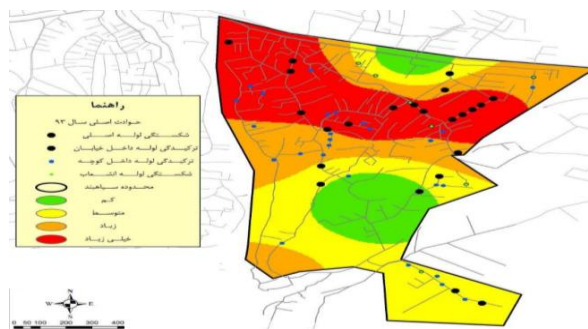 راهنما
حوادث اصلی سال ۹۳
شکستگی لوله اصلی
ترکیدگی لوله داخل خیابان
ترکیدگی لوله داخل کوچه
شکستگی لوله انشعاب
محدوده سپاهبند
کم
متوسط
زیاد
خیلی زیاد
N
W E
S
0 50 100 200 300 400